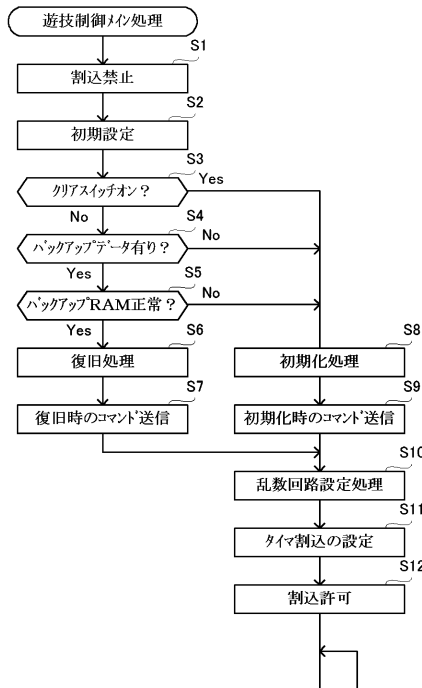 遊技制御メイン処理
S1
割込禁止
S2
初期設定
S3
クリアスイッチオン？
Yes
No
S4
バックアップデータ有り？
No
Yes
S5
バックアップRAM正常？
No
Yes
S6
復旧処理
S7
復旧時のコマンド送信
S8
初期化処理
S9
初期化時のコマンド送信
S10
乱数回路設定処理
S11
タイマ割込の設定
S12
割込許可